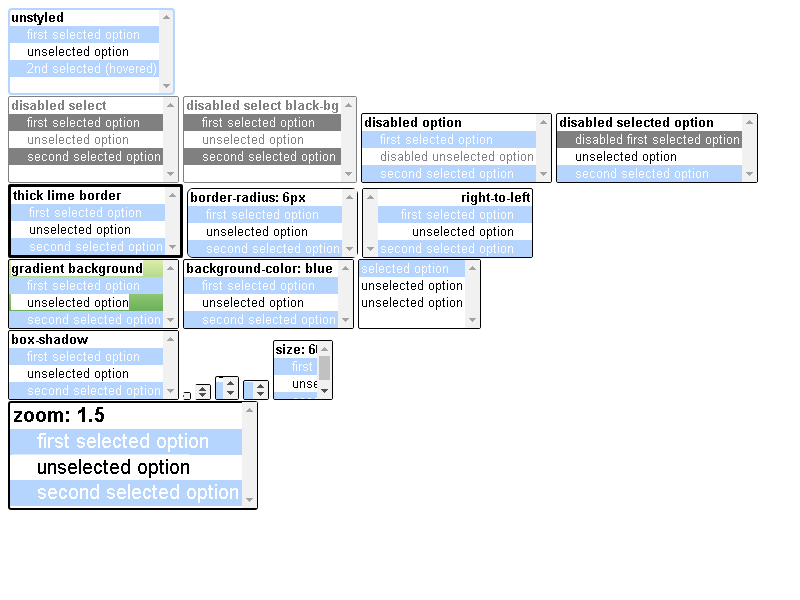 unstyled
first selected option
unselected option
2nd selected (hovered)
disabled select
first selected option
unselected option
second selected option
disabled select black-bg
first selected option
unselected option
second selected option
disabled option
first selected option
disabled unselected option
second selected option
disabled selected option
disabled first selected option
unselected option
second selected option
thick lime border
first selected option
unselected option
second selected option
border-radius: 6px
first selected option
unselected option
second selected option
right-to-left
first selected option
unselected option
second selected option
gradient background
first selected option
unselected option
second selected option
background-color: blue
first selected option
unselected option
second selected option
selected option
unselected option
unselected option
box-shadow
first selected option
unselected option
second selected option
size: 6
first
unse
zoom: 1.5
first selected option
unselected option
second selected option